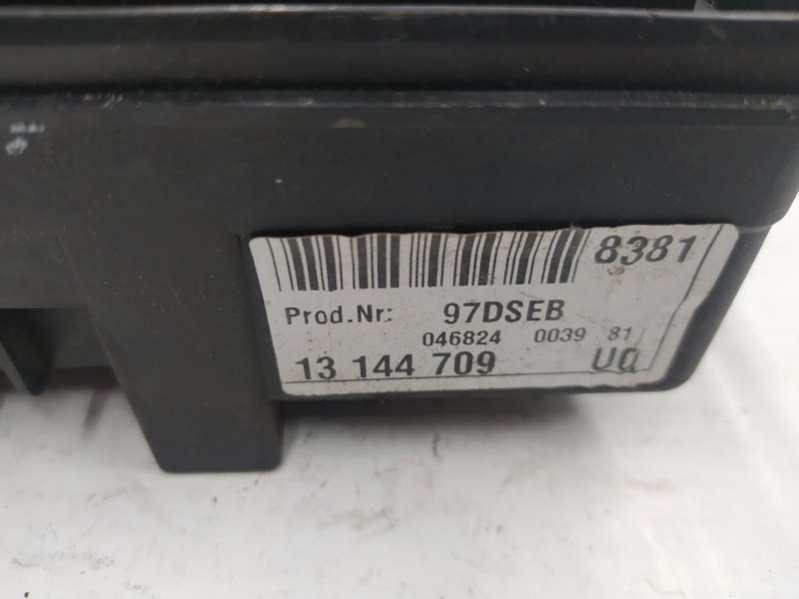 8381
Prod.Nr: 97DSEB
046824 0039 81
13 144 709 UQ